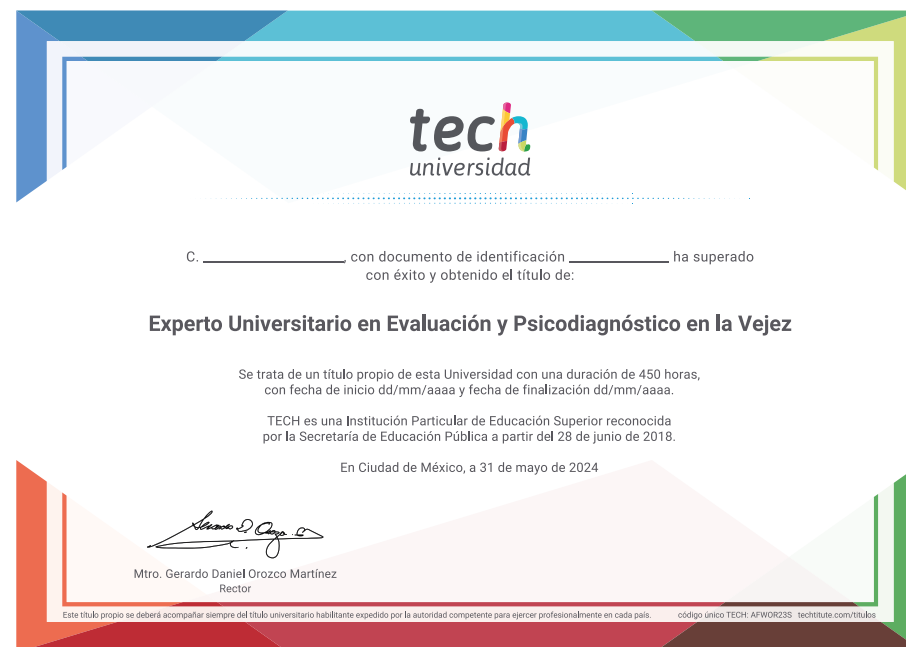 tech
universidad
C. ____________, con documento de identificación ____________ ha superado
con éxito y obtenido el título de:
Experto Universitario en Evaluación y Psicodiagnóstico en la Vejez
Se trata de un título propio de esta Universidad con una duración de 450 horas,
con fecha de inicio dd/mm/aaaa y fecha de finalización dd/mm/aaaa.
TECH es una Institución Particular de Educación Superior reconocida
por la Secretaría de Educación Pública a partir del 28 de junio de 2018.
En Ciudad de México, a 31 de mayo de 2024
Mtro. Gerardo Daniel Orozco Martínez
Rector
Este título propio se deberá acompañar siempre del título universitario habilitante expedido por la autoridad competente para ejercer profesionalmente en cada país. código único TECH: AFWOR23S techtitute.com/titulos